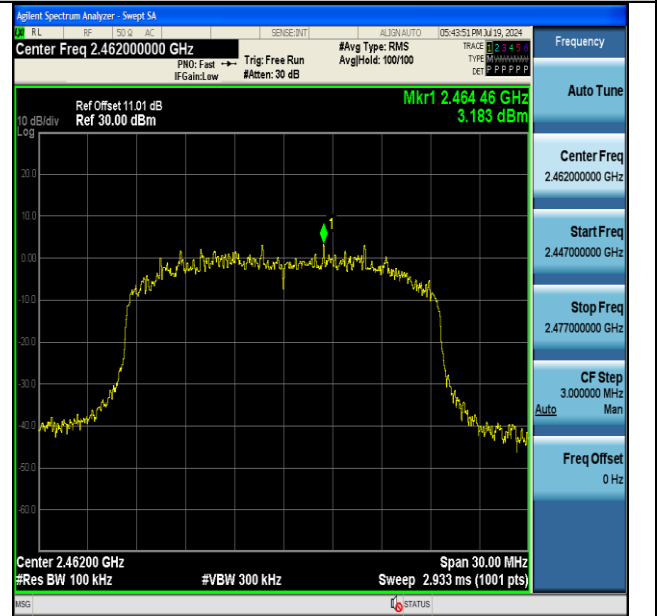 Agilent Spectrum Analyzer - Swept SA
RL RF 50 Ω AC SENSE:INT ALIGN AUTO 05:43:51 PM Jul 19, 2024
Center Freq 2.462000000 GHz
PNO: Fast
IFGain:Low
Trig: Free Run
#Atten: 30 dB
#Avg Type: RMS
Avg|Hold: 100/100
TRACE 1 2 3 4 5 6
TYPE M
DET P P P P P P
Frequency
Mkr1 2.464 46 GHz
3.183 dBm
Ref Offset 11.01 dB
10 dB/div Ref 30.00 dBm
Log
20.0
10.0
0.00
-10.0
-20.0
-30.0
-40.0
-50.0
-60.0
1
Center 2.46200 GHz Span 30.00 MHz
#Res BW 100 kHz #VBW 300 kHz Sweep 2.933 ms (1001 pts)
MSG STATUS
Auto Tune
Center Freq
2.462000000 GHz
Start Freq
2.447000000 GHz
Stop Freq
2.477000000 GHz
CF Step
3.000000 MHz
Auto Man
Freq Offset
0 Hz